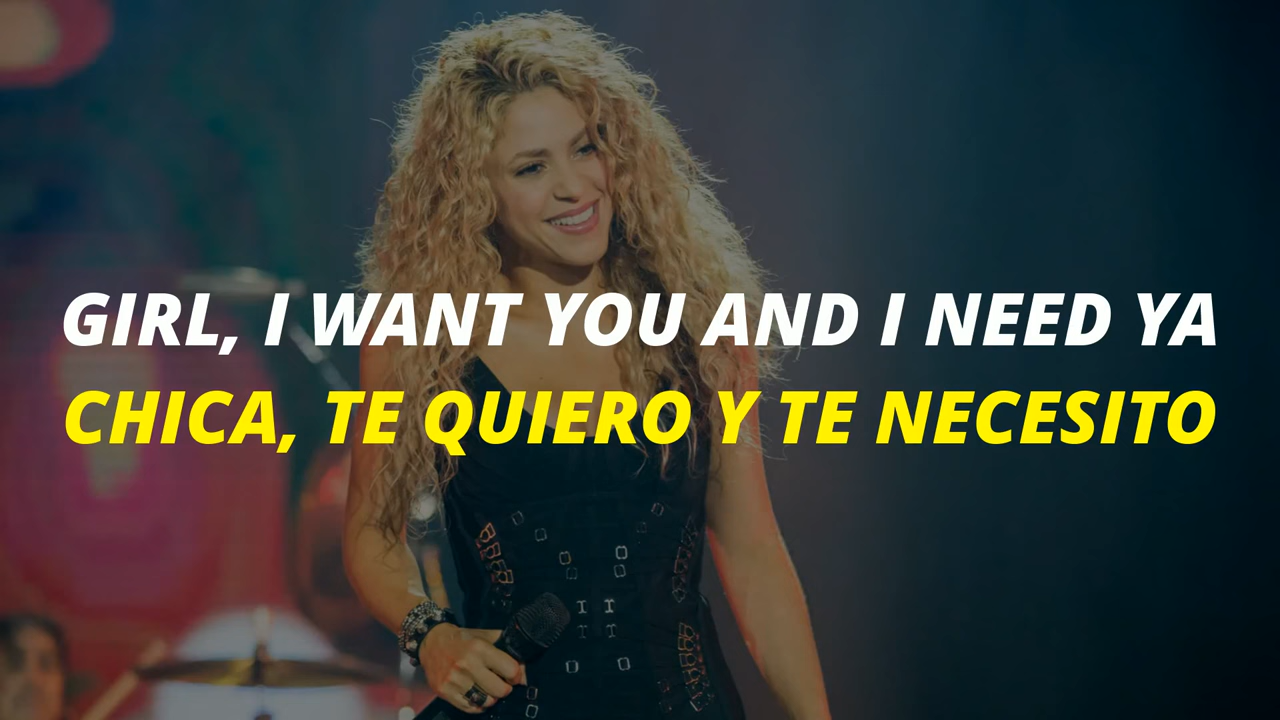 GIRL, I WANT YOU AND I NEED YA
CHICA, TE QUIERO Y TE NECESITO